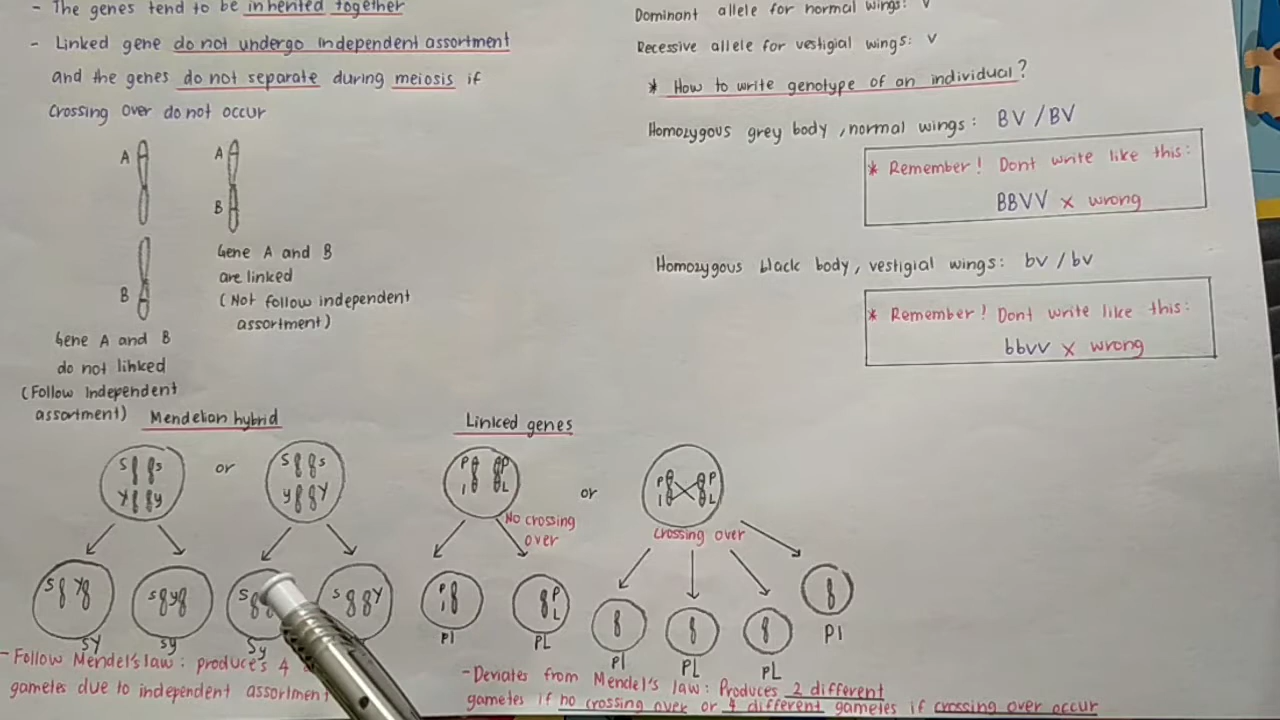 - The genes tend to be inherited together
- Linked gene do not undergo independent assortment
and the genes do not separate during meiosis if
crossing over do not occur
A
A
B
B
Gene A and B
are linked
(Not follow independent
assortment)
Gene A and B
do not linked
(Follow Independent
assortment)
Dominant allele for normal wings: V
Recessive allele for vestigial wings: v
* How to write genotype of an individual?
Homozygous grey body, normal wings: BV / BV
* Remember! Dont write like this:
BBVV x wrong
Homozygous black body, vestigial wings: bv / bv
* Remember! Dont write like this:
bbvv x wrong
Mendelian hybrid
S s
Y y
or
S s
y Y
S Y
s y
S
s Y
SY
sy
Sy
- Follow Mendel's law: produces 4
gametes due to independent assortment
Linked genes
P P
l L
No crossing
over
or
P P
l L
Crossing over
P
l
P
L
Pl
PL
Pl
PL
PL
Pl
- Deviates from Mendel's law: Produces 2 different
gametes if no crossing over or 4 different gametes if crossing over occur